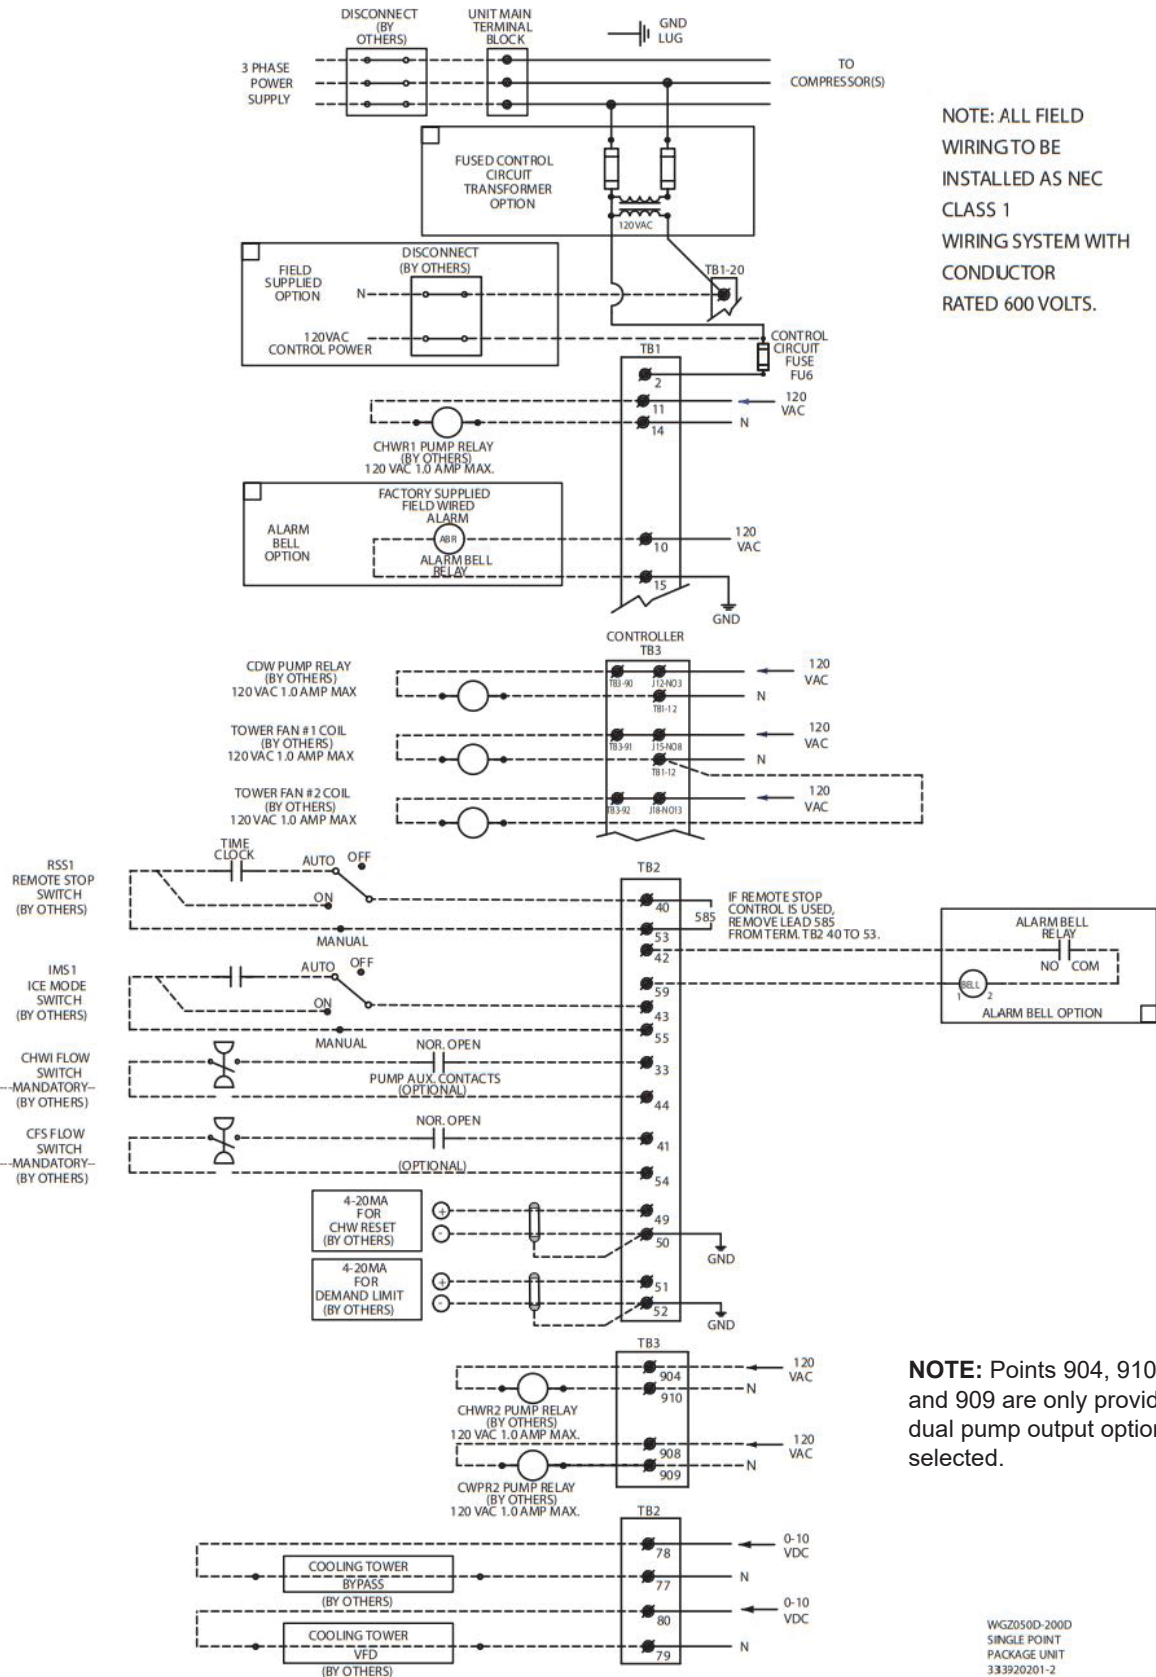 DISCONNECT
(BY
OTHERS)
UNIT MAIN
TERMINAL
BLOCK
GND
LUG
3 PHASE
POWER
SUPPLY
TO
COMPRESSOR(S)
NOTE: ALL FIELD
WIRING TO BE
INSTALLED AS NEC
CLASS 1
WIRING SYSTEM WITH
CONDUCTOR
RATED 600 VOLTS.
FUSED CONTROL
CIRCUIT
TRANSFORMER
OPTION
120VAC
DISCONNECT
(BY OTHERS)
FIELD
SUPPLIED
OPTION
N
TB1-20
120VAC
CONTROL POWER
CONTROL
CIRCUIT
FUSE
FU6
TB1
2
11
120
VAC
14
N
CHWR1 PUMP RELAY
(BY OTHERS)
120 VAC 1.0 AMP MAX.
FACTORY SUPPLIED
FIELD WIRED
ALARM
ALARM
BELL
OPTION
ABR
ALARM BELL
RELAY
10
120
VAC
15
GND
CONTROLLER
TB3
CDW PUMP RELAY
(BY OTHERS)
120 VAC 1.0 AMP MAX
TB3-90
J12-NO3
120
VAC
TB1-12
N
TOWER FAN #1 COIL
(BY OTHERS)
120 VAC 1.0 AMP MAX
TB3-91
J15-NO8
120
VAC
TB1-12
N
TOWER FAN #2 COIL
(BY OTHERS)
120 VAC 1.0 AMP MAX
TB3-92
J18-NO13
120
VAC
TIME
CLOCK
AUTO
OFF
RSS1
REMOTE STOP
SWITCH
(BY OTHERS)
ON
MANUAL
TB2
40
585
53
IF REMOTE STOP
CONTROL IS USED,
REMOVE LEAD 585
FROM TERM. TB2 40 TO 53.
42
ALARM BELL
RELAY
NO COM
BELL
1 2
ALARM BELL OPTION
IMS1
ICE MODE
SWITCH
(BY OTHERS)
AUTO
OFF
ON
MANUAL
59
43
55
CHWI FLOW
SWITCH
---MANDATORY--
(BY OTHERS)
NOR. OPEN
PUMP AUX. CONTACTS
(OPTIONAL)
33
44
CFS FLOW
SWITCH
---MANDATORY--
(BY OTHERS)
NOR. OPEN
(OPTIONAL)
41
54
4-20MA
FOR
CHW RESET
(BY OTHERS)
+
-
49
50
GND
4-20MA
FOR
DEMAND LIMIT
(BY OTHERS)
+
-
51
52
GND
TB3
904
120
VAC
910
N
CHWR2 PUMP RELAY
(BY OTHERS)
120 VAC 1.0 AMP MAX.
908
120
VAC
909
N
CWPR2 PUMP RELAY
(BY OTHERS)
120 VAC 1.0 AMP MAX.
NOTE: Points 904, 910
and 909 are only provid
dual pump output option
selected.
TB2
78
0-10
VDC
77
N
COOLING TOWER
BYPASS
(BY OTHERS)
80
0-10
VDC
79
N
COOLING TOWER
VFD
(BY OTHERS)
WGZ050D-200D
SINGLE POINT
PACKAGE UNIT
333920201-2